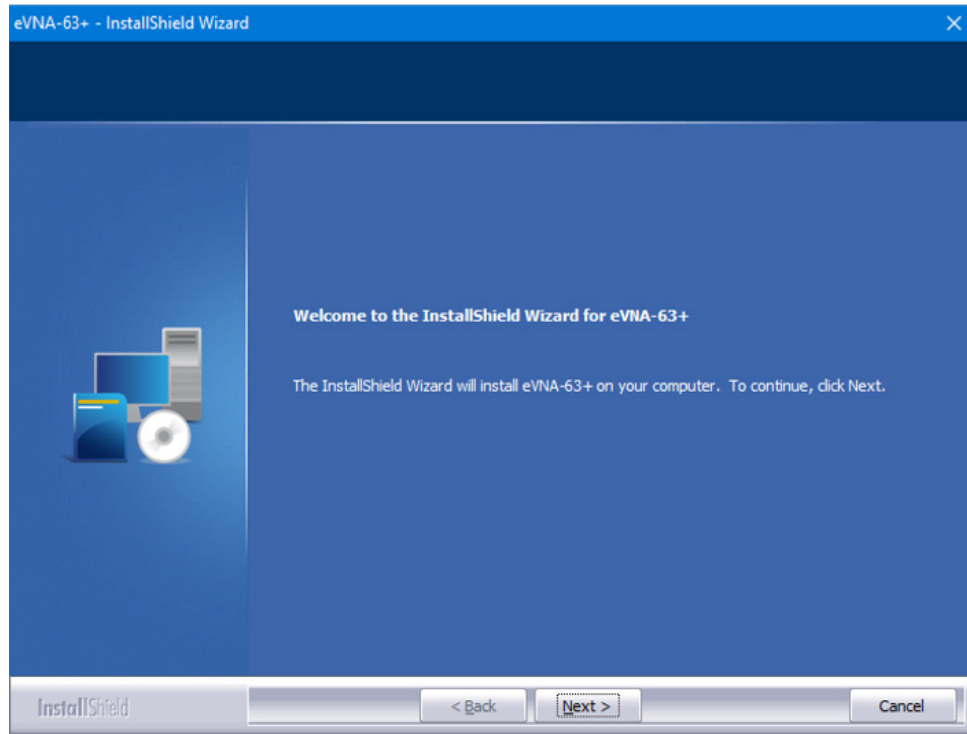 eVNA-63+ - InstallShield Wizard
Welcome to the InstallShield Wizard for eVNA-63+
The InstallShield Wizard will install eVNA-63+ on your computer. To continue, click Next.
InstallShield
< Back
Next >
Cancel